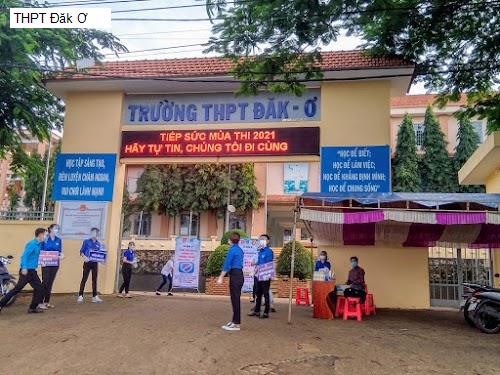 THPT Đăk Ơ
TRƯỜNG THPT ĐĂK - Ơ
TIẾP SỨC MÙA THI 2021
HÃY TỰ TIN, CHÚNG TÔI ĐI CÙNG
HỌC TẬP SÁNG TẠO,
RÈN LUYỆN CHĂM NGOAN,
VUI CHƠI LÀNH MẠNH
"HỌC ĐỂ BIẾT;
HỌC ĐỂ LÀM VIỆC;
HỌC ĐỂ KHẲNG ĐỊNH MÌNH;
HỌC ĐỂ CHUNG SỐNG"